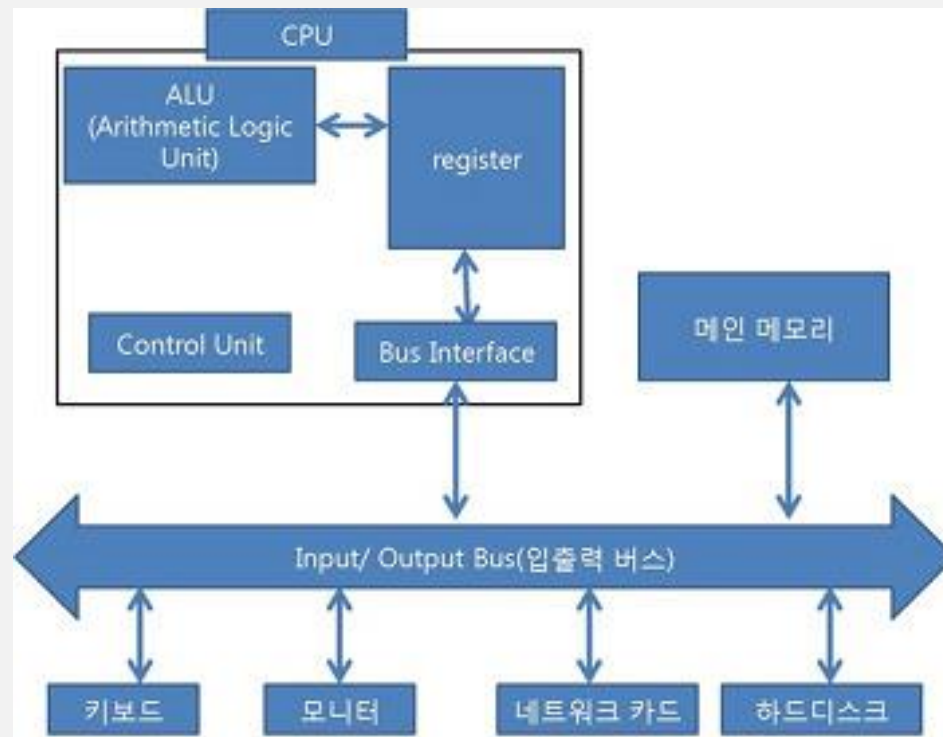 CPU
ALU
(Arithmetic Logic
Unit)
register
Control Unit
Bus Interface
메인 메모리
Input/ Output Bus(입출력 버스)
키보드
모니터
네트워크 카드
하드디스크